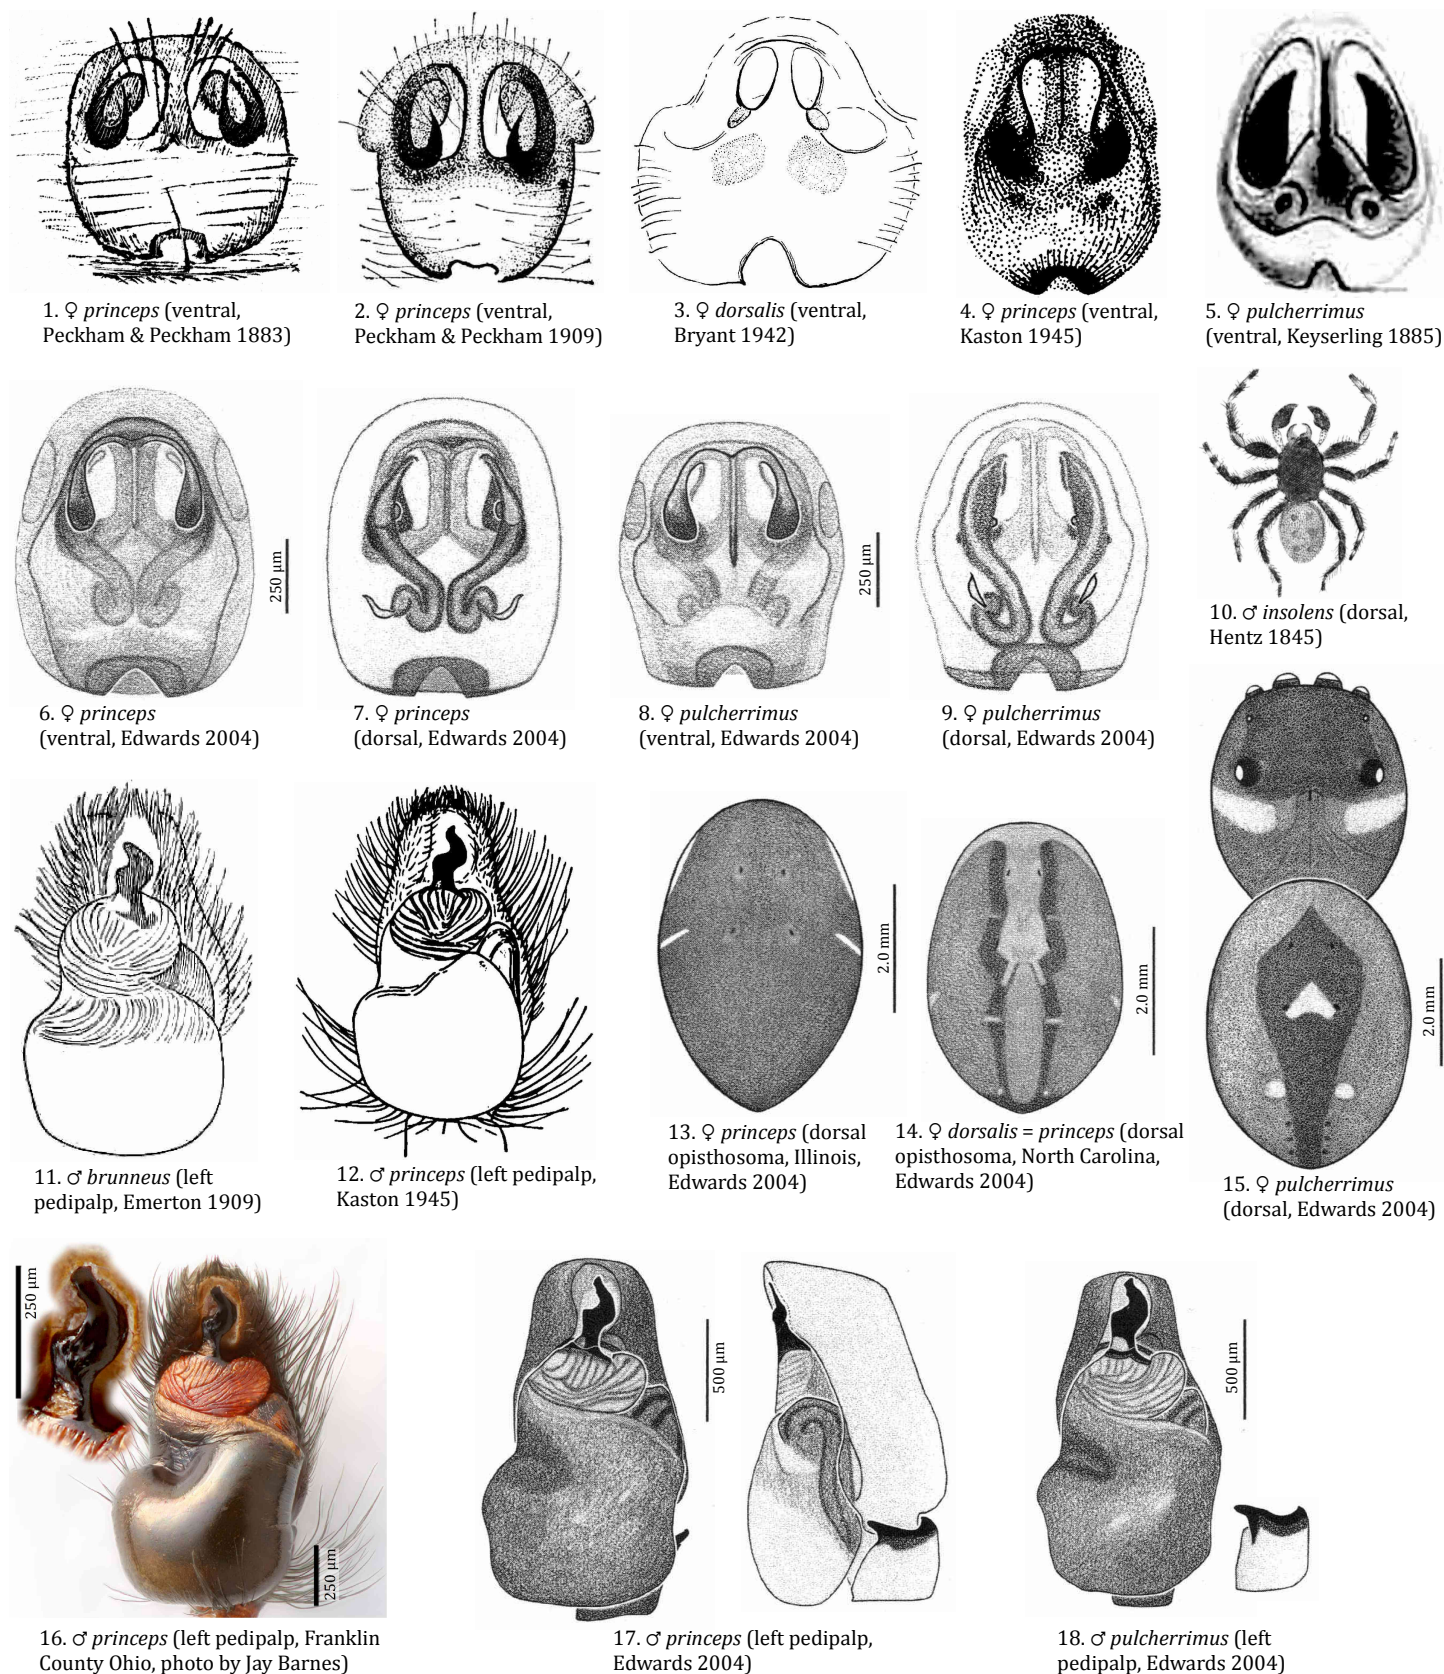 1. ♀ princeps (ventral,
Peckham & Peckham 1883)
2. ♀ princeps (ventral,
Peckham & Peckham 1909)
3. ♀ dorsalis (ventral,
Bryant 1942)
4. ♀ princeps (ventral,
Kaston 1945)
5. ♀ pulcherrimus
(ventral, Keyserling 1885)
250 µm
250 µm
6. ♀ princeps
(ventral, Edwards 2004)
7. ♀ princeps
(dorsal, Edwards 2004)
8. ♀ pulcherrimus
(ventral, Edwards 2004)
9. ♀ pulcherrimus
(dorsal, Edwards 2004)
10. ♂ insolens (dorsal,
Hentz 1845)
11. ♂ brunneus (left
pedipalp, Emerton 1909)
12. ♂ princeps (left pedipalp,
Kaston 1945)
2.0 mm
13. ♀ princeps (dorsal
opisthosoma, Illinois,
Edwards 2004)
2.0 mm
14. ♀ dorsalis = princeps (dorsal
opisthosoma, North Carolina,
Edwards 2004)
2.0 mm
15. ♀ pulcherrimus
(dorsal, Edwards 2004)
250 µm
250 µm
16. ♂ princeps (left pedipalp, Franklin
County Ohio, photo by Jay Barnes)
500 µm
17. ♂ princeps (left pedipalp,
Edwards 2004)
500 µm
18. ♂ pulcherrimus (left
pedipalp, Edwards 2004)